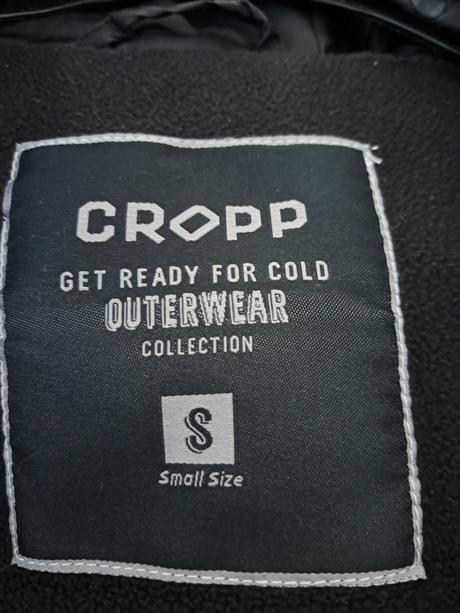 CROPP
GET READY FOR COLD
OUTERWEAR
COLLECTION
S
Small Size